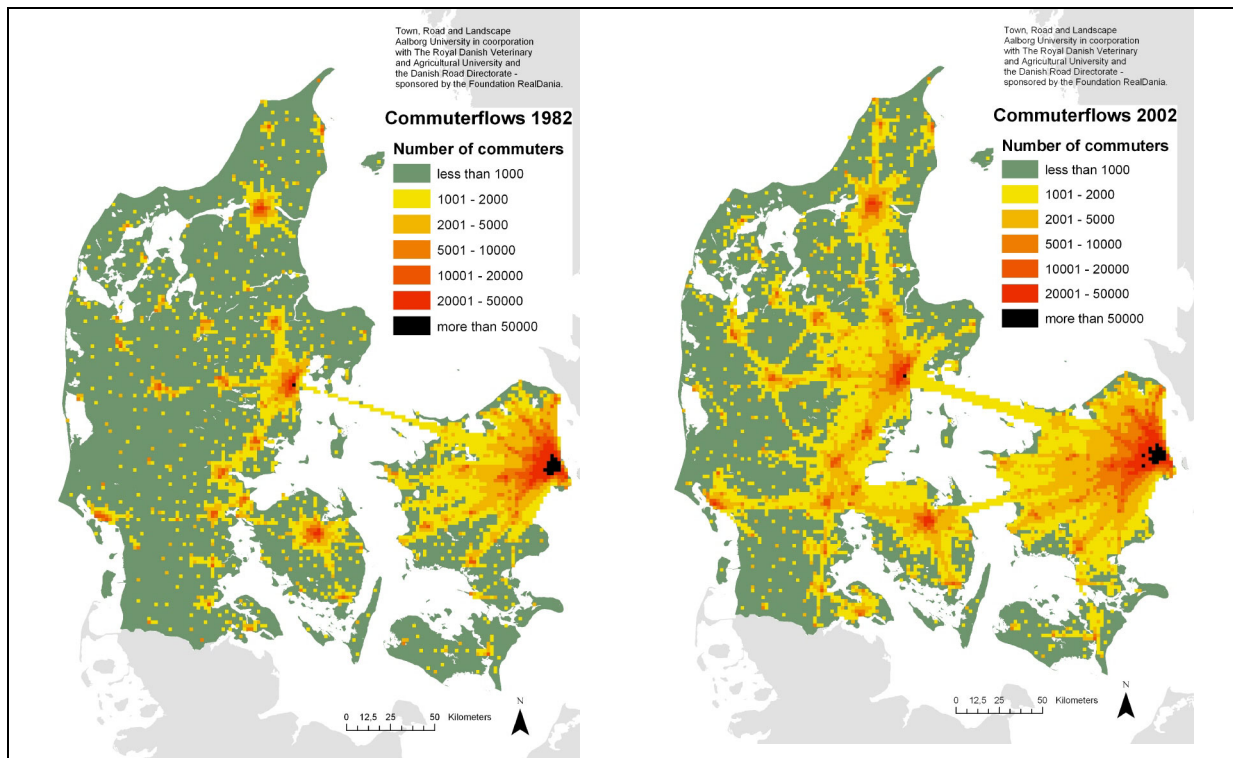 Town, Road and Landscape
Aalborg University in coorporation
with The Royal Danish Veterinary
and Agricultural University and
the Danish Road Directorate -
sponsored by the Foundation RealDania.
Commuterflows 1982
Number of commuters
less than 1000
1001 - 2000
2001 - 5000
5001 - 10000
10001 - 20000
20001 - 50000
more than 50000
N
0 12,5 25 50 Kilometers
Town, Road and Landscape
Aalborg University in coorporation
with The Royal Danish Veterinary
and Agricultural University and
the Danish Road Directorate -
sponsored by the Foundation RealDania.
Commuterflows 2002
Number of commuters
less than 1000
1001 - 2000
2001 - 5000
5001 - 10000
10001 - 20000
20001 - 50000
more than 50000
N
0 12,5 25 50 Kilometers